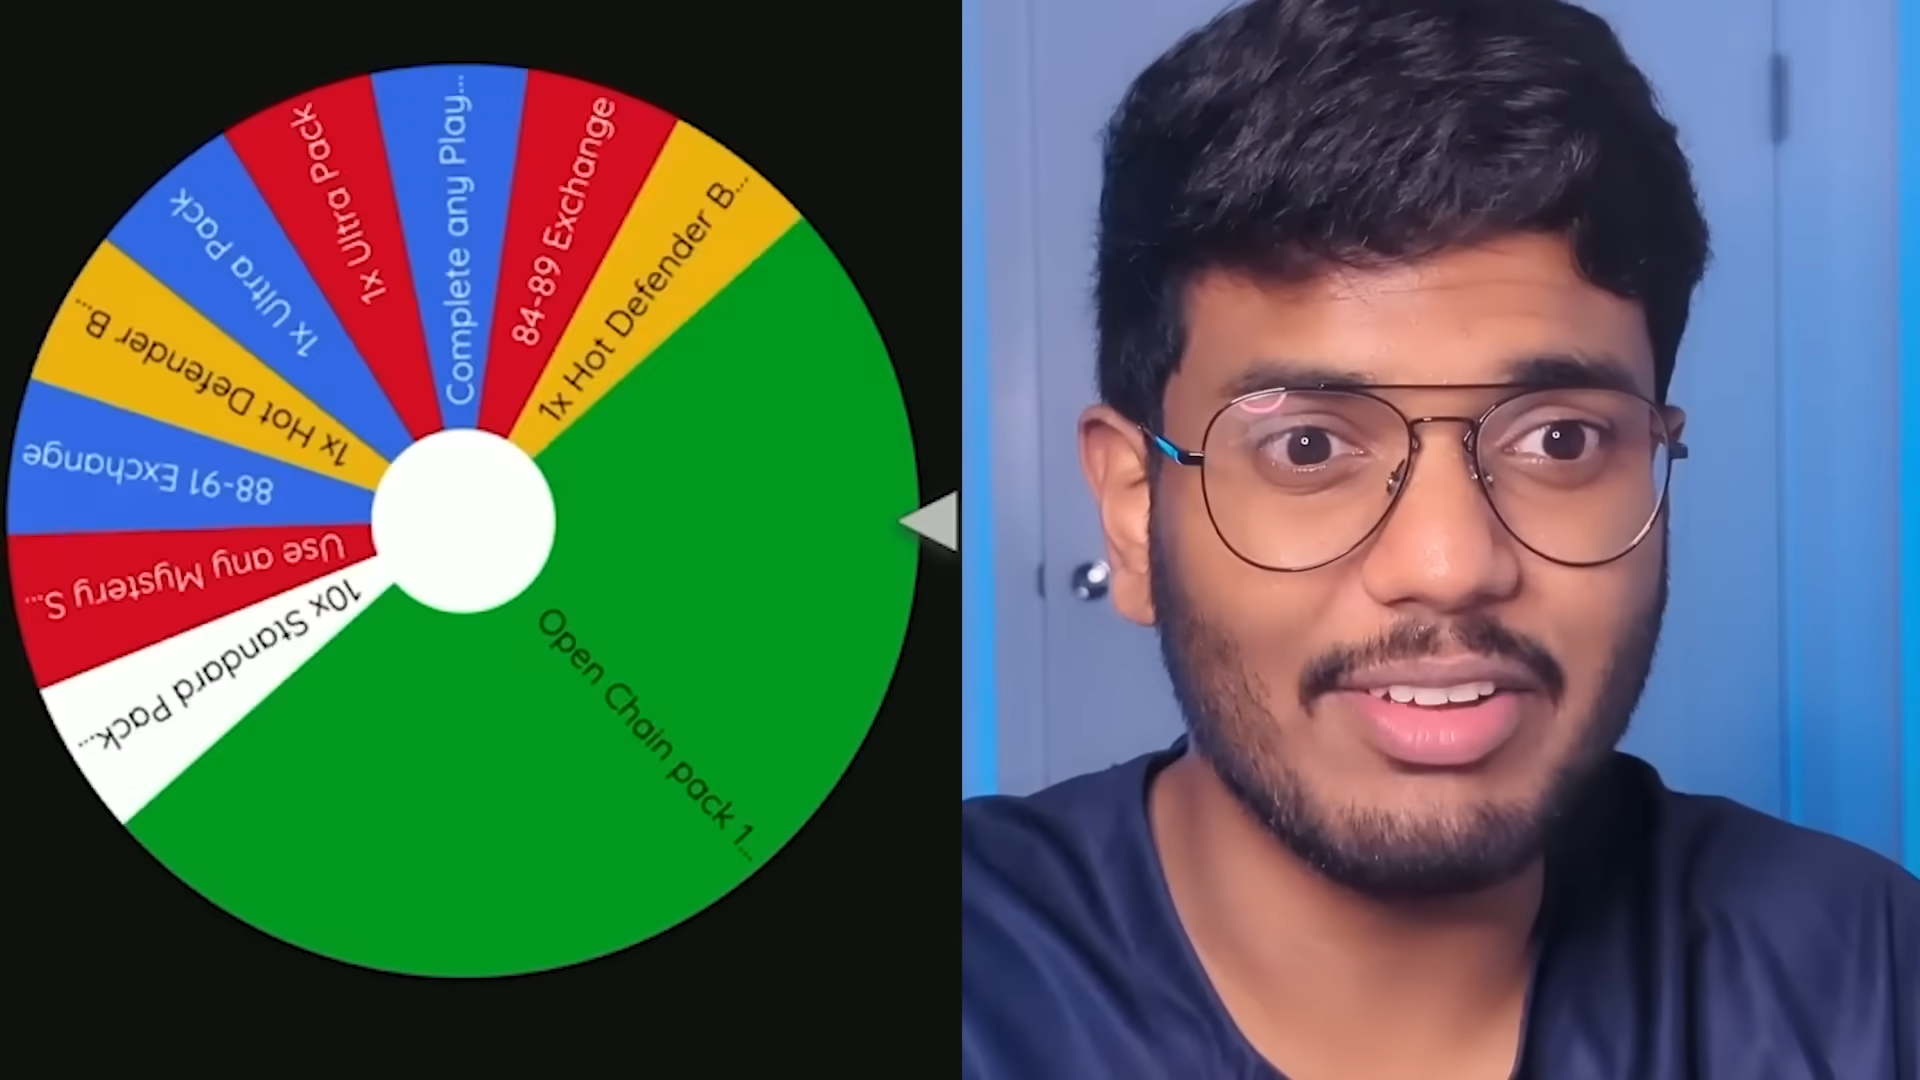 Complete any Play...
84-89 Exchange
1x Hot Defender B...
Open Chain pack 1...
10x Standard Pack...
Use any Mystery S...
88-91 Exchange
1x Hot Defender B...
1x Ultra Pack
1x Ultra Pack